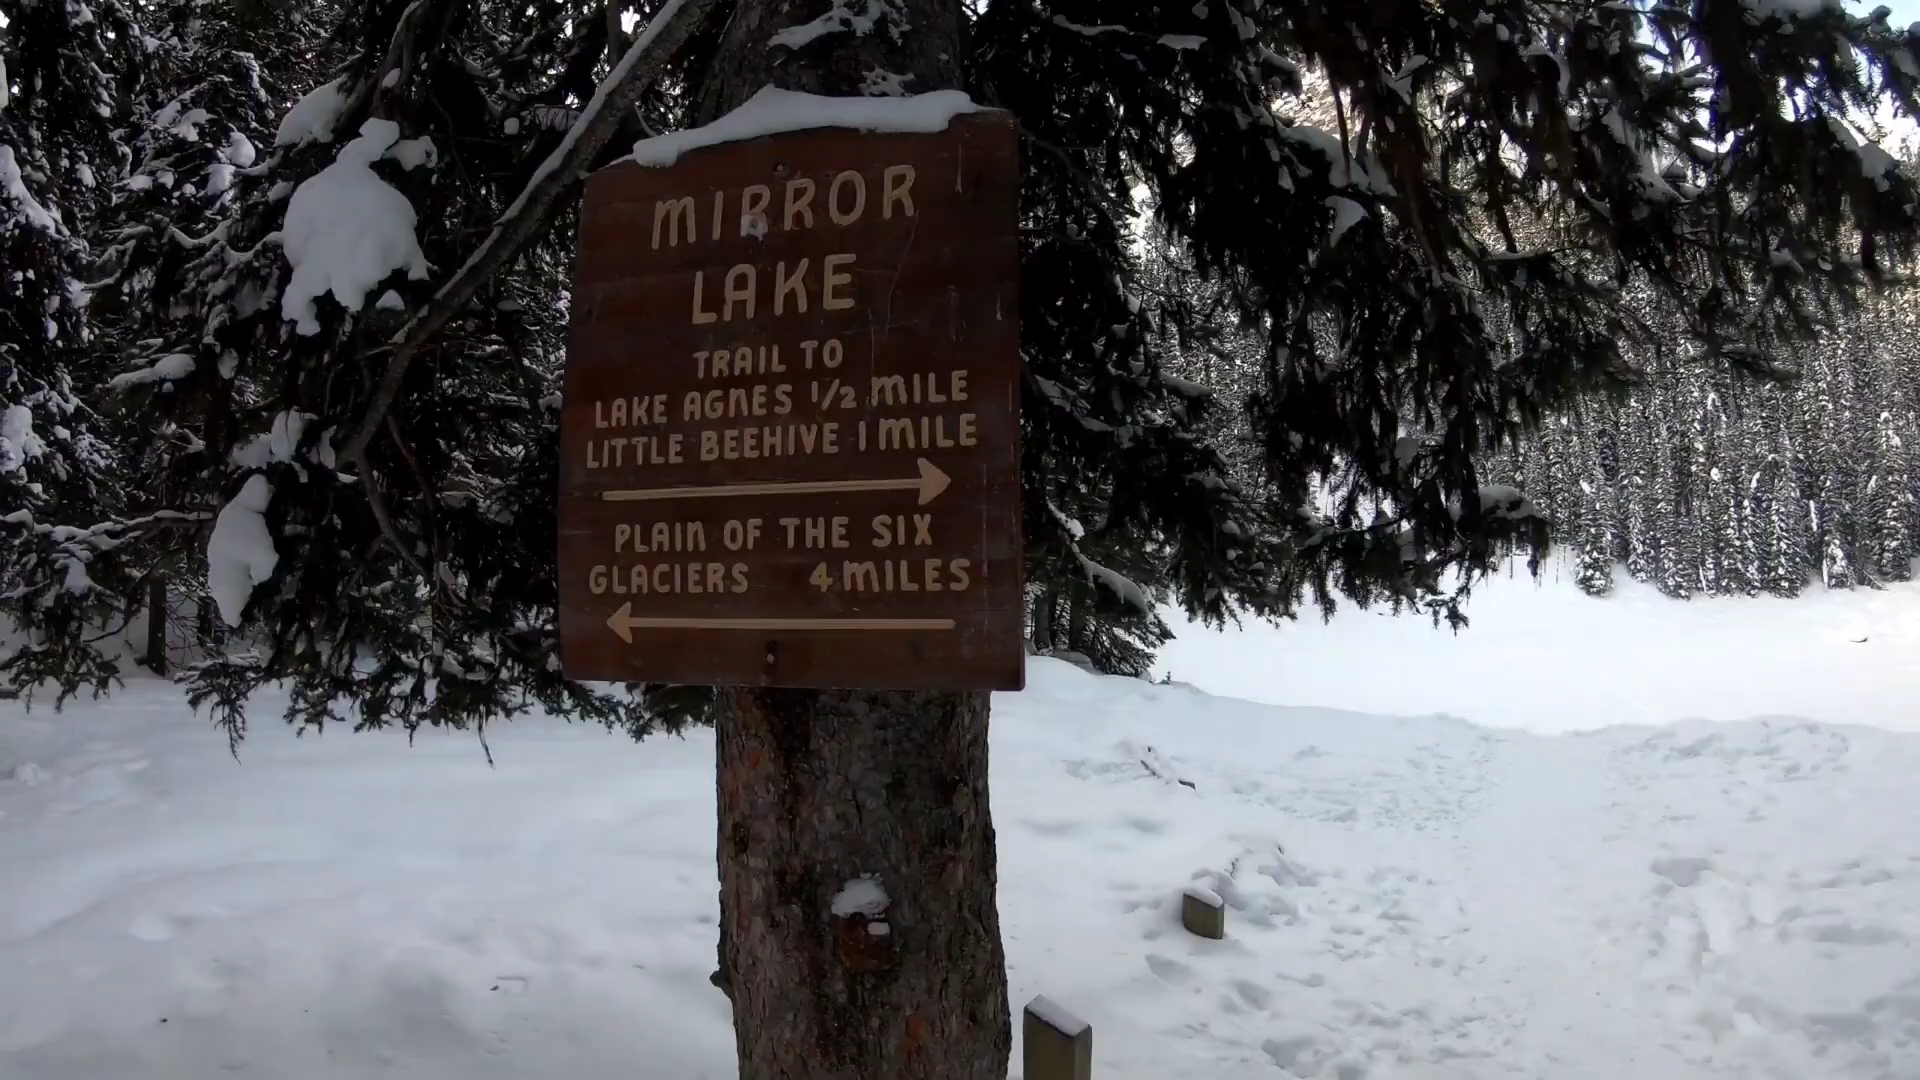 MIRROR
LAKE
TRAIL TO
LAKE AGNES 1/2 MILE
LITTLE BEEHIVE 1 MILE
PLAIN OF THE SIX
GLACIERS 4 MILES